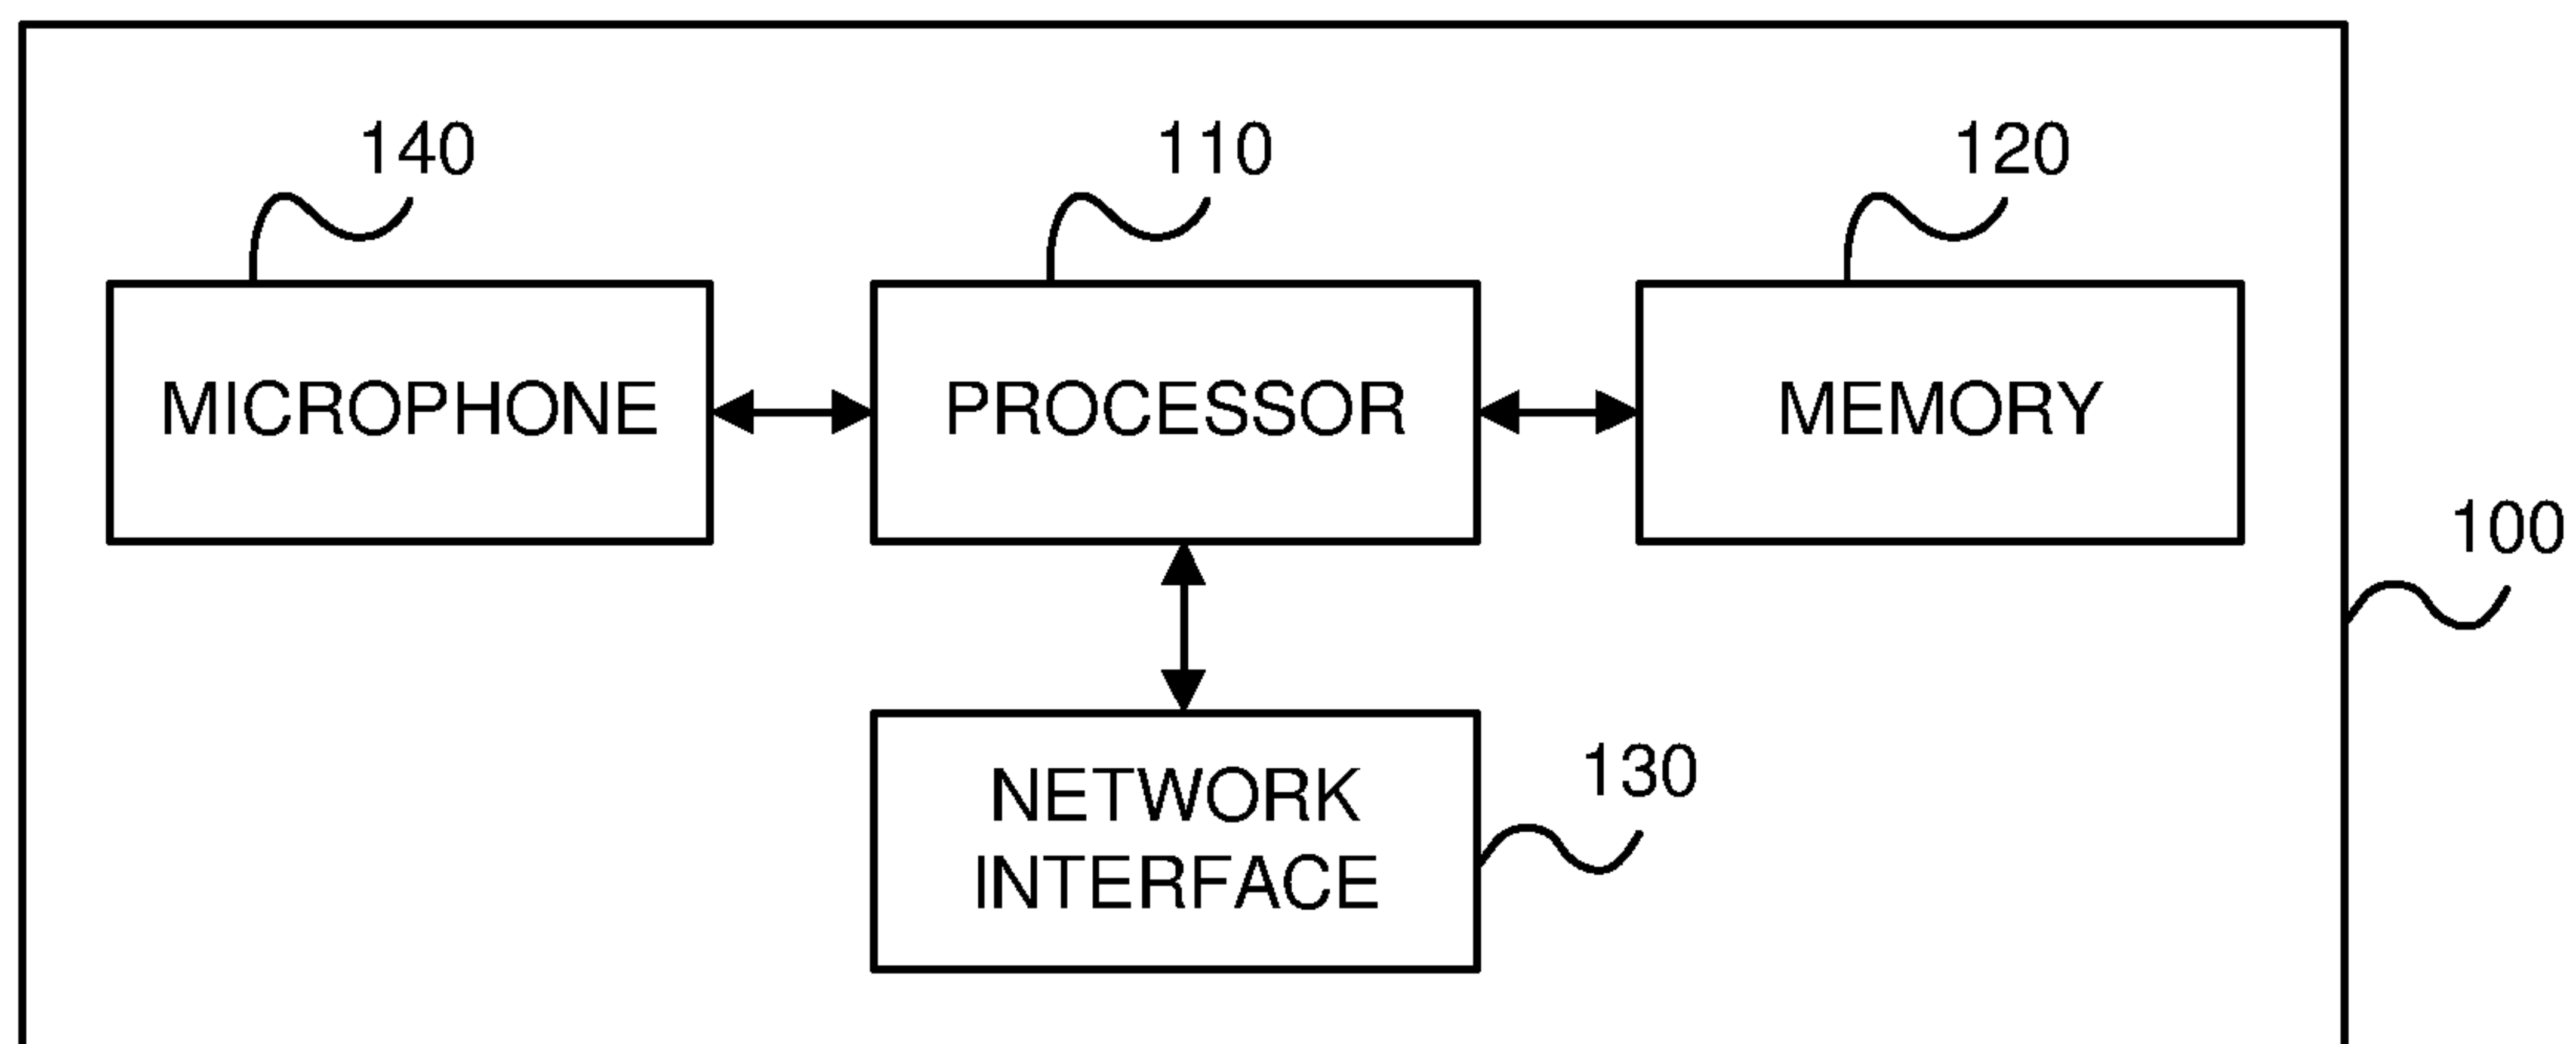 140
110
120
MICROPHONE
PROCESSOR
MEMORY
100
NETWORK
INTERFACE
130